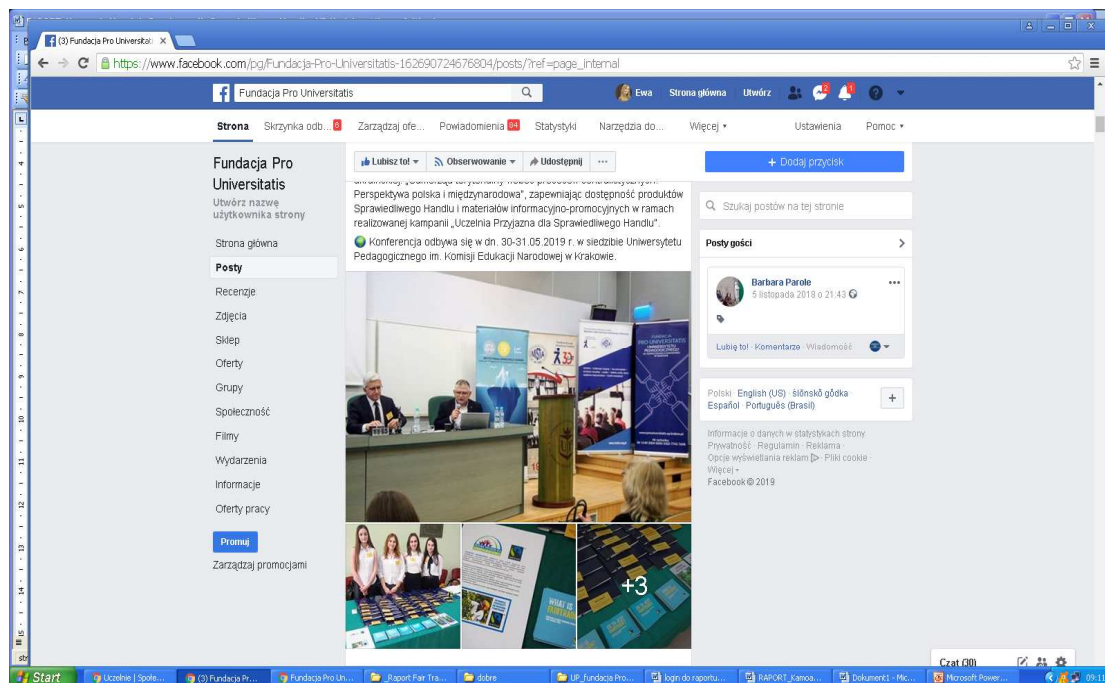 (3) Fundacja Pro Universitati
https://www.facebook.com/pg/Fundacja-Pro-Universitatis-162690724676804/posts/?ref=page_internal
Fundacja Pro Universitatis
Ewa Strona główna Utwórz 2 1
Strona Skrzynka odb... 6 Zarządzaj ofe... Powiadomienia 94 Statystyki Narzędzia do... Więcej Ustawienia Pomoc
Fundacja Pro
Universitatis
Utwórz nazwę
użytkownika strony
Strona główna
Posty
Recenzje
Zdjęcia
Sklep
Oferty
Grupy
Społeczność
Filmy
Wydarzenia
Informacje
Oferty pracy
Promuj
Zarządzaj promocjami
Lubisz to! Obserwowanie Udostępnij ...
+ Dodaj przycisk
Perspektywa polska i międzynarodowa", zapewniając dostępność produktów
Sprawiedliwego Handlu i materiałów informacyjno-promocyjnych w ramach
realizowanej kampanii „Uczelnia Przyjazna dla Sprawiedliwego Handlu".
Konferencja odbywa się w dn. 30-31.05.2019 r. w siedzibie Uniwersytetu
Pedagogicznego im. Komisji Edukacji Narodowej w Krakowie.
FUNDACJA
PRO UNIVERSITATIS
WHAT IS
FAIRTRADE
+3
Szukaj postów na tej stronie
Posty gości
Barbara Parole
5 listopada 2018 o 21:43
Lubię to! · Komentarze · Wiadomość
Polski · English (US) · ślōnskŏ gŏdka ·
Español · Português (Brasil)
+
Informacje o danych w statystykach strony
Prywatność · Regulamin · Reklama ·
Opcje wyświetlania reklam · Pliki cookie ·
Więcej
Facebook © 2019
Czat (30)
Start
Uczelnie | Społe...
(3) Fundacja Pr...
Fundacja Pro Un...
_Raport Fair Tra...
dobre
UP_fundacja Pro...
login do raportu...
RAPORT_Kamoa...
Dokument1 - Mic...
Microsoft Power...
09:11